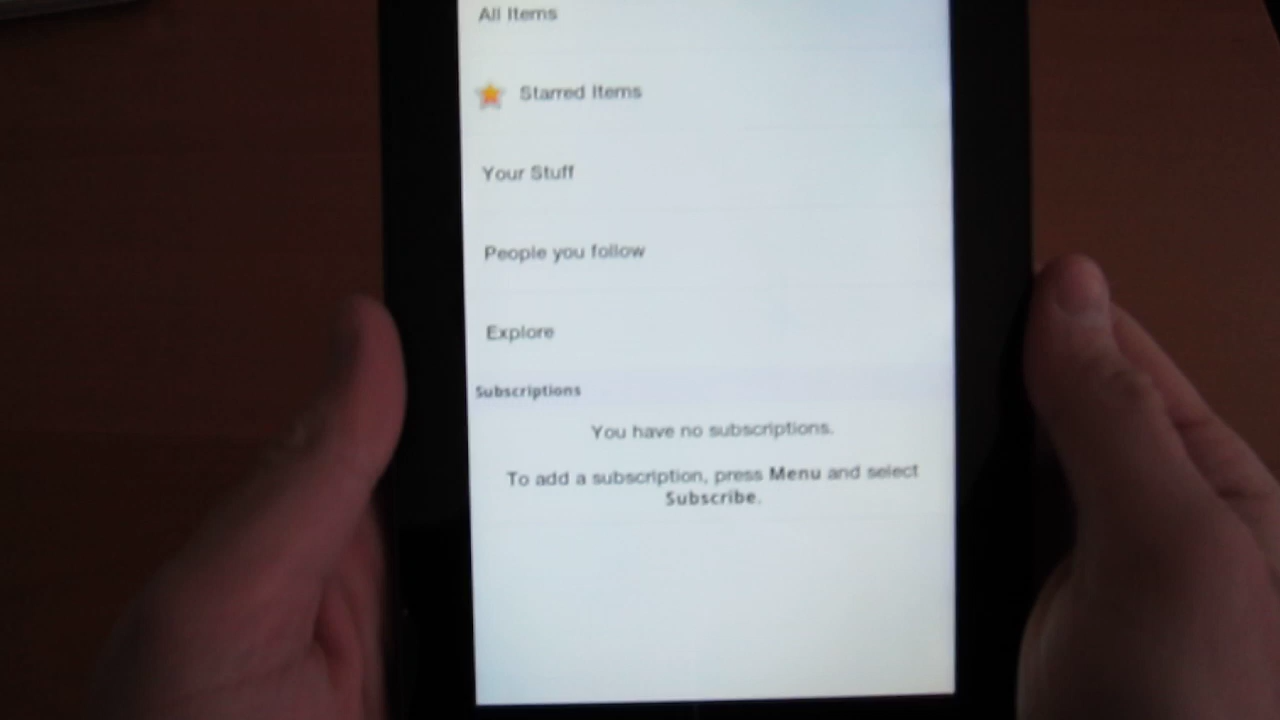 All Items
Starred Items
Your Stuff
People you follow
Explore
Subscriptions
You have no subscriptions.
To add a subscription, press Menu and select
Subscribe.